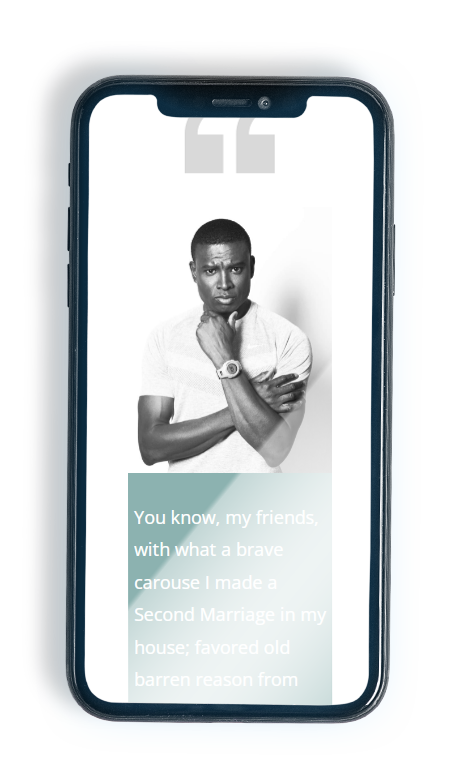 “
You know, my friends,
with what a brave
carouse I made a
Second Marriage in my
house; favored old
barren reason from